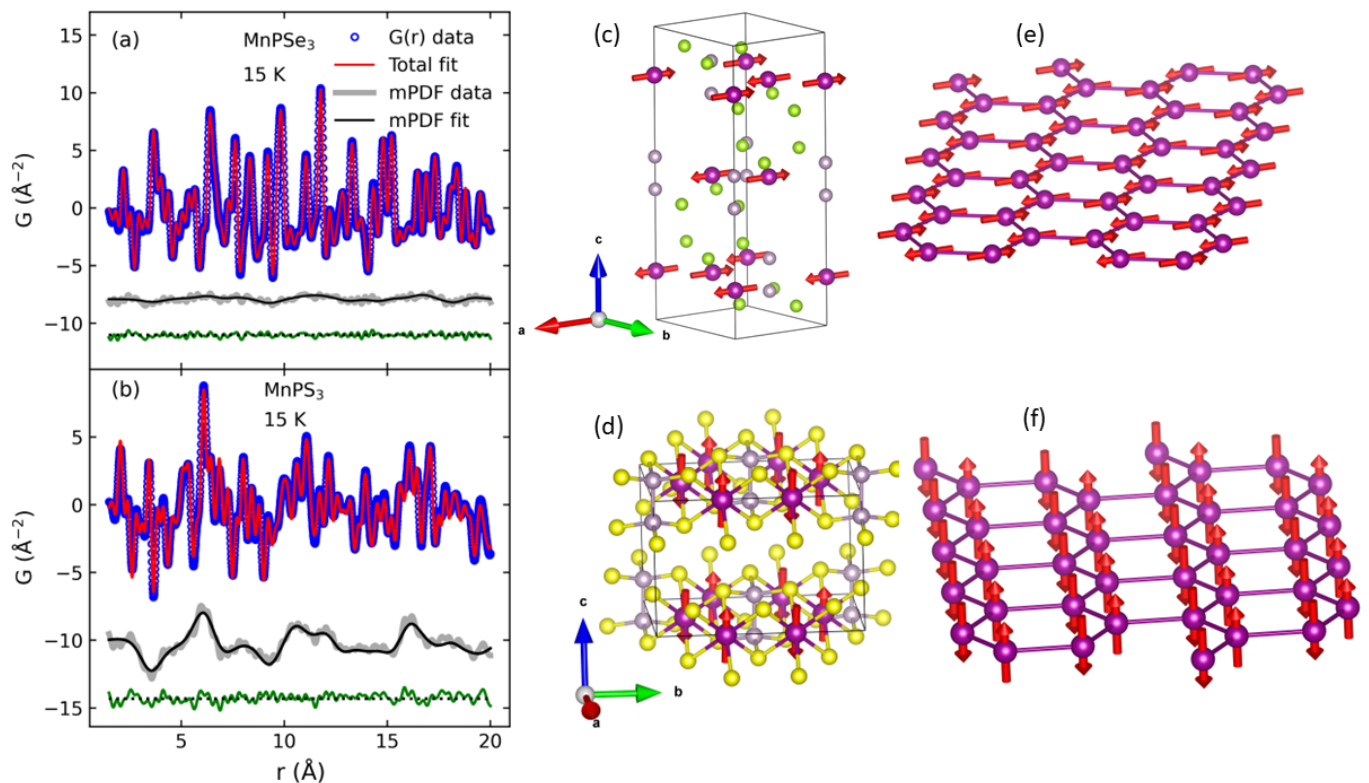 (a)
MnPSe₃
15 K
G(r) data
Total fit
mPDF data
mPDF fit
15
10
5
0
−5
−10
G (Å⁻²)
(b)
MnPS₃
15 K
5
0
−5
−10
−15
G (Å⁻²)
5
10
15
20
r (Å)
(c)
c
a
b
(d)
c
b
a
(e)
(f)